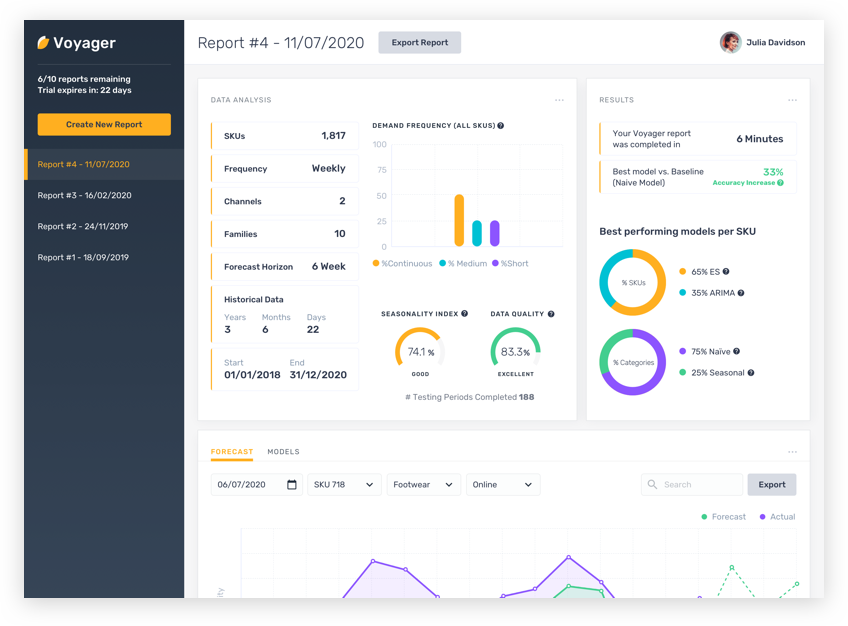 Voyager
6/10 reports remaining
Trial expires in: 22 days
Create New Report
Report #4 - 11/07/2020
Report #3 - 16/02/2020
Report #2 - 24/11/2019
Report #1 - 18/09/2019
Report #4 - 11/07/2020
Export Report
Julia Davidson
DATA ANALYSIS
SKUs 1,817
Frequency Weekly
Channels 2
Families 10
Forecast Horizon 6 Week
Historical Data
Years Months Days
3 6 22
Start End
01/01/2018 31/12/2020
DEMAND FREQUENCY (ALL SKUS)
100
75
50
25
0
%Continuous % Medium %Short
SEASONALITY INDEX
74.1 %
GOOD
DATA QUALITY
83.3%
EXCELLENT
# Testing Periods Completed 188
RESULTS
Your Voyager report
was completed in
6 Minutes
Best model vs. Baseline
(Naive Model)
33%
Accuracy Increase
Best performing models per SKU
% SKUs
65% ES
35% ARIMA
% Categories
75% Naïve
25% Seasonal
FORECAST MODELS
06/07/2020 SKU 718 Footwear Online Search Export
Forecast Actual